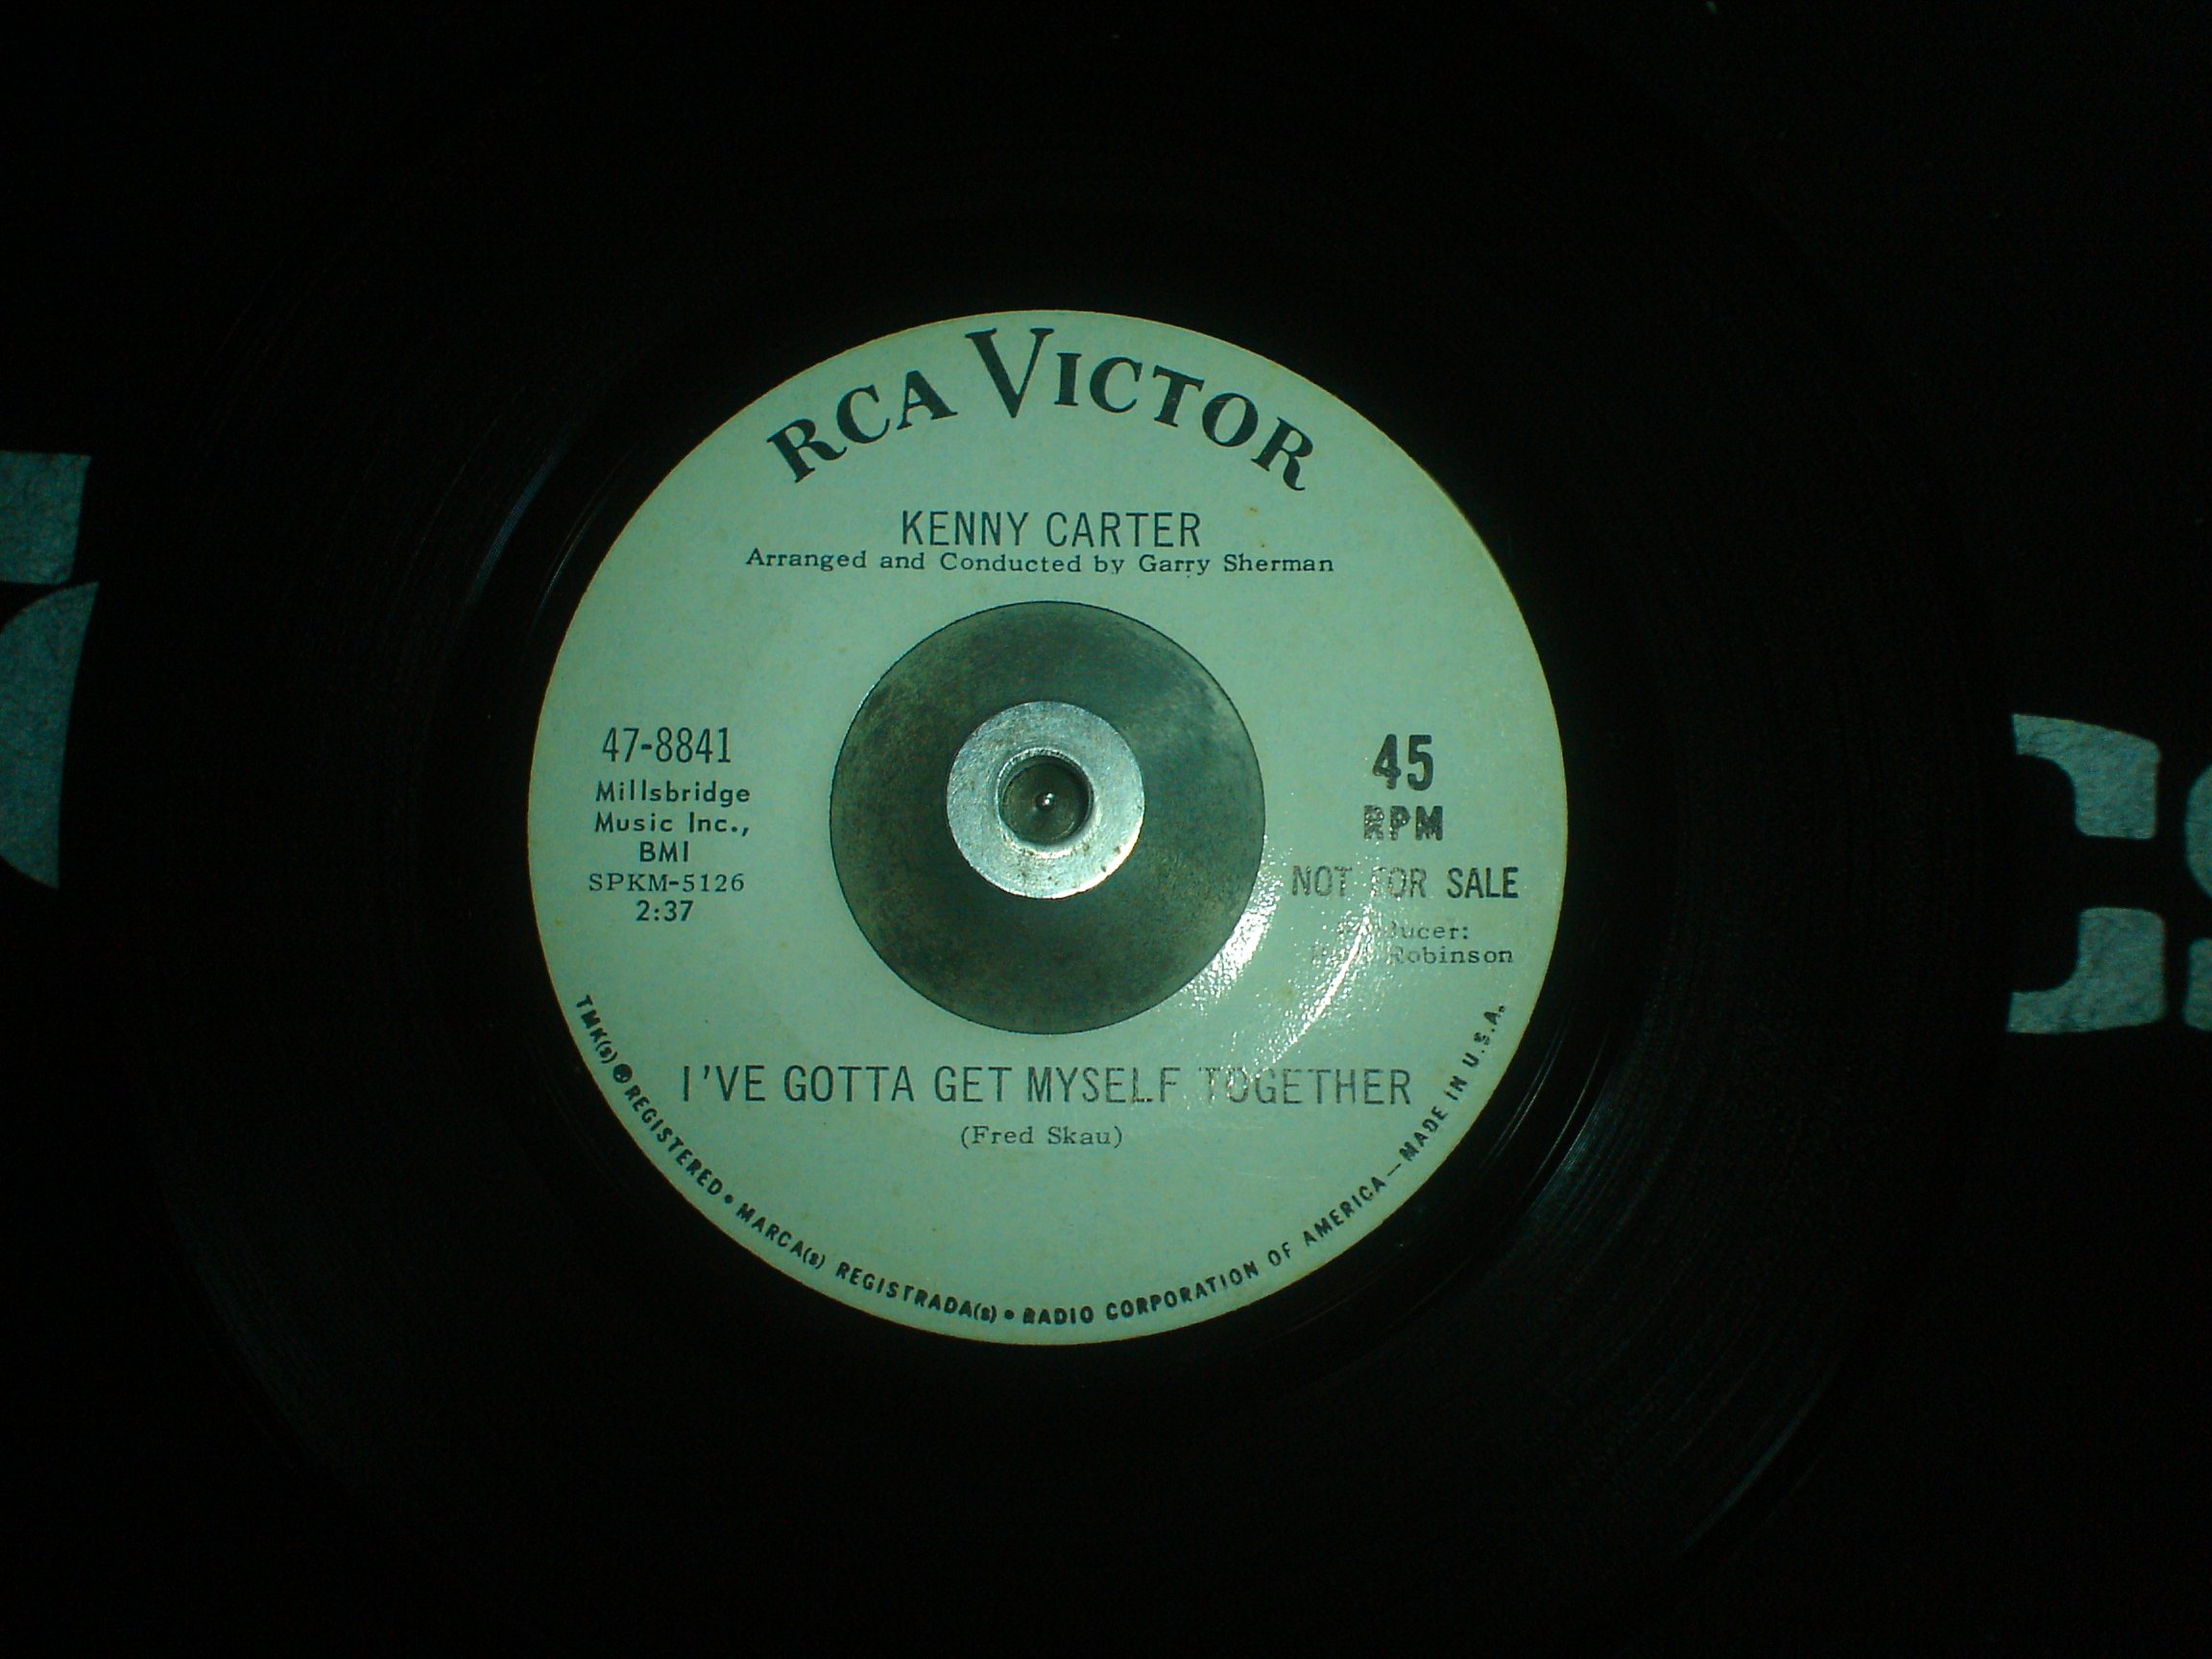 RCA VICTOR
KENNY CARTER
Arranged and Conducted by Garry Sherman
47-8841
Millsbridge
Music Inc.,
BMI
SPKM-5126
2:37
45
RPM
NOT FOR SALE
Producer:
Robinson
I'VE GOTTA GET MYSELF TOGETHER
(Fred Skau)
TMK(s) ® REGISTERED • MARCA(s) REGISTRADA(s) • RADIO CORPORATION OF AMERICA—MADE IN U.S.A.